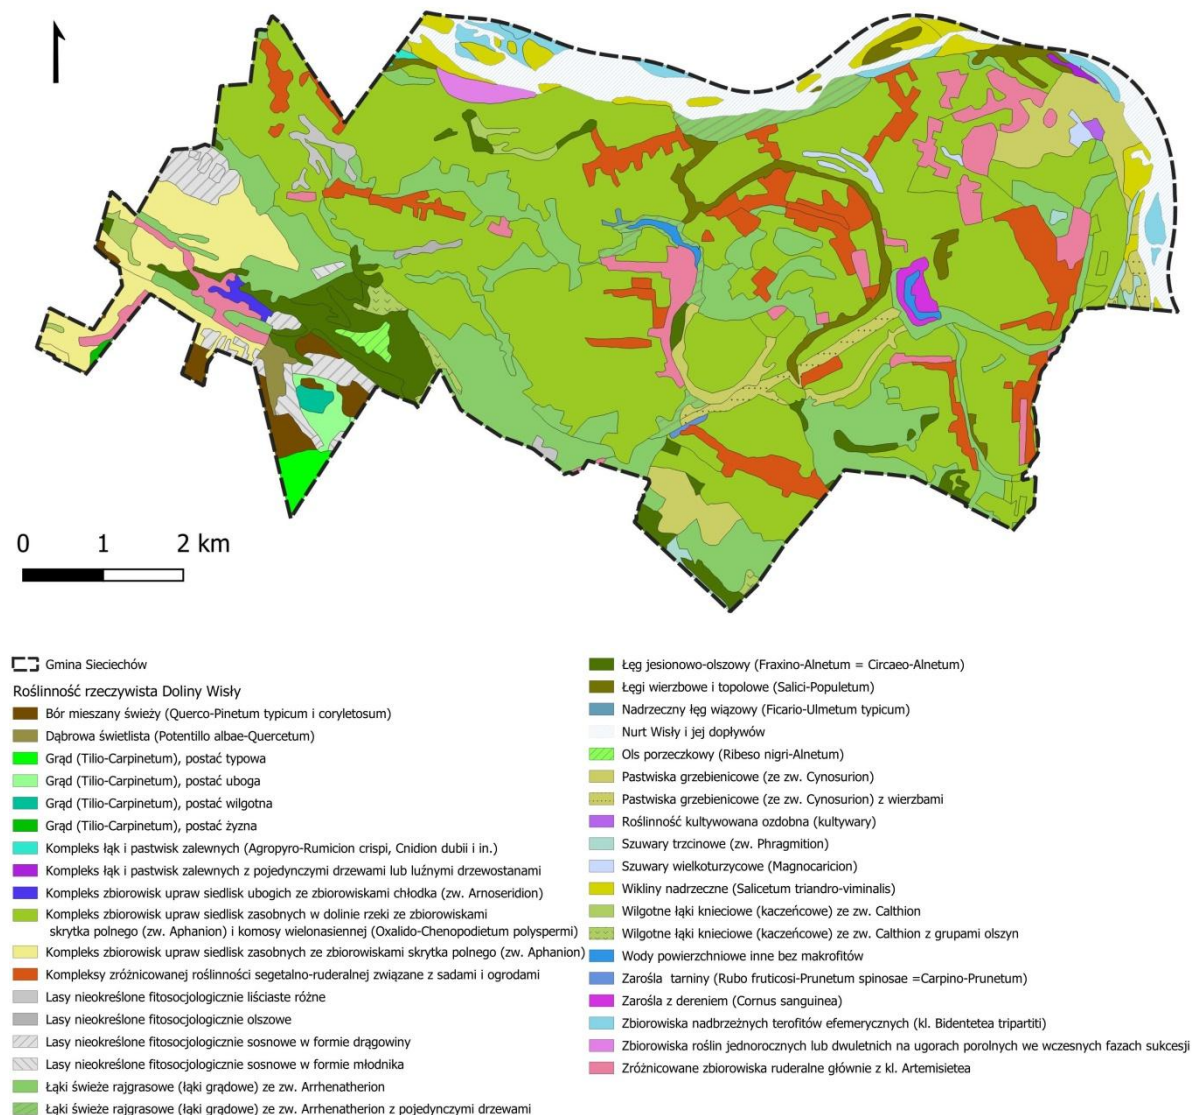 0 1 2 km
Gmina Sieciechów
Roślinność rzeczywista Doliny Wisły
Bór mieszany świeży (Querco-Pinetum typicum i coryletosum)
Dąbrowa świetlista (Potentillo albae-Quercetum)
Grąd (Tilio-Carpinetum), postać typowa
Grąd (Tilio-Carpinetum), postać uboga
Grąd (Tilio-Carpinetum), postać wilgotna
Grąd (Tilio-Carpinetum), postać żyzna
Kompleks łąk i pastwisk zalewnych (Agropyro-Rumicion crispi, Cnidion dubii i in.)
Kompleks łąk i pastwisk zalewnych z pojedynczymi drzewami lub luźnymi drzewostanami
Kompleks zbiorowisk upraw siedlisk ubogich ze zbiorowiskami chłodka (zw. Arnoseridion)
Kompleks zbiorowisk upraw siedlisk zasobnych w dolinie rzeki ze zbiorowiskami
skrytka polnego (zw. Aphanion) i komosy wielonasiennej (Oxalido-Chenopodietum polyspermi)
Kompleks zbiorowisk upraw siedlisk zasobnych ze zbiorowiskami skrytka polnego (zw. Aphanion)
Kompleksy zróżnicowanej roślinności segetalno-ruderalnej związane z sadami i ogrodami
Lasy nieokreślone fitosocjologicznie liściaste różne
Lasy nieokreślone fitosocjologicznie olszowe
Lasy nieokreślone fitosocjologicznie sosnowe w formie drągowiny
Lasy nieokreślone fitosocjologicznie sosnowe w formie młodnika
Łąki świeże rajgrasowe (łąki grądowe) ze zw. Arrhenatherion
Łąki świeże rajgrasowe (łąki grądowe) ze zw. Arrhenatherion z pojedynczymi drzewami
Łęg jesionowo-olszowy (Fraxino-Alnetum = Circaeo-Alnetum)
Łęgi wierzbowe i topolowe (Salici-Populetum)
Nadrzeczny łęg wiązowy (Ficario-Ulmetum typicum)
Nurt Wisły i jej dopływów
Ols porzeczkowy (Ribeso nigri-Alnetum)
Pastwiska grzebienicowe (ze zw. Cynosurion)
Pastwiska grzebienicowe (ze zw. Cynosurion) z wierzbami
Roślinność kultywowana ozdobna (kultywary)
Szuwary trzcinowe (zw. Phragmition)
Szuwary wielkoturzycowe (Magnocaricion)
Wikliny nadrzeczne (Salicetum triandro-viminalis)
Wilgotne łąki knieciowe (kaczeńcowe) ze zw. Calthion
Wilgotne łąki knieciowe (kaczeńcowe) ze zw. Calthion z grupami olszyn
Wody powierzchniowe inne bez makrofitów
Zarośla tarniny (Rubo fruticosi-Prunetum spinosae =Carpino-Prunetum)
Zarośla z dereniem (Cornus sanguinea)
Zbiorowiska nadbrzeżnych terofitów efemerycznych (kl. Bidentetea tripartiti)
Zbiorowiska roślin jednorocznych lub dwuletnich na ugorach porolnych we wczesnych fazach sukcesji
Zróżnicowane zbiorowiska ruderalne głównie z kl. Artemisietea